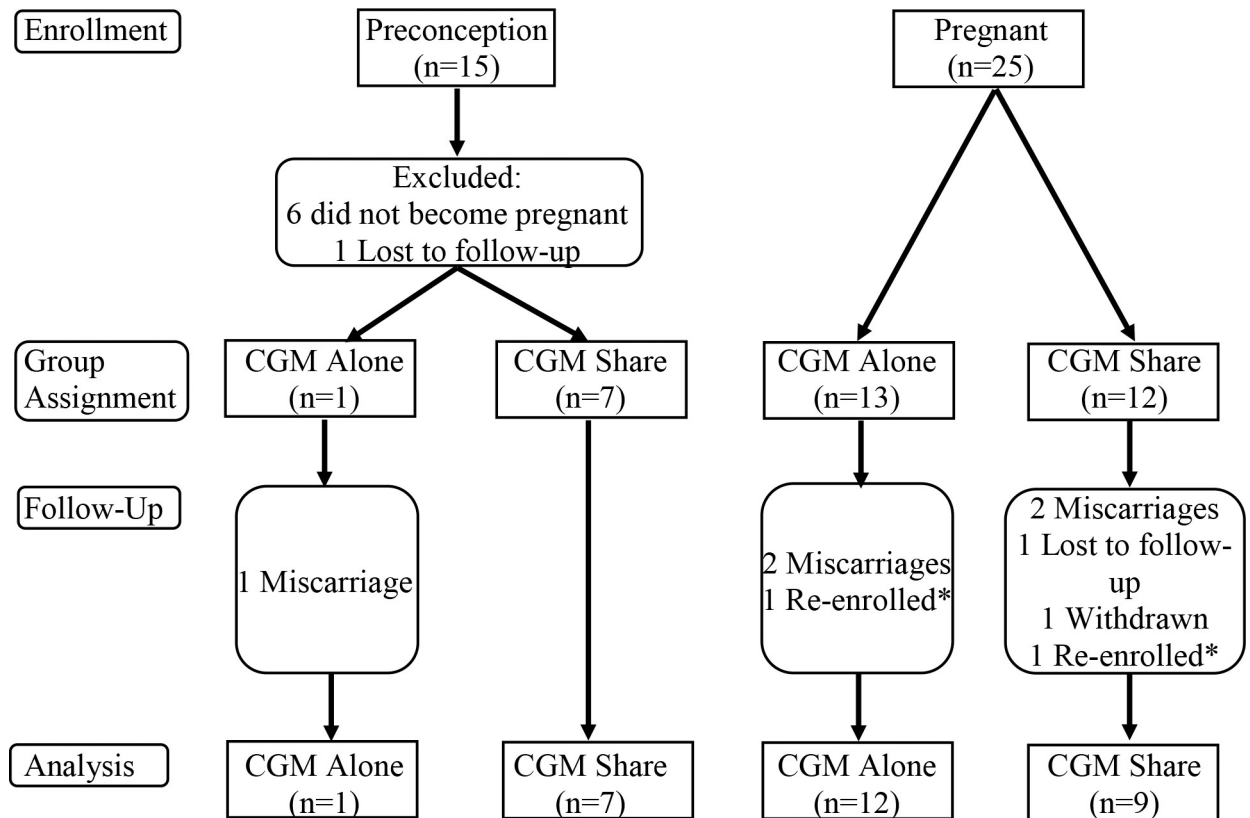 Enrollment
Preconception
(n=15)
Pregnant
(n=25)
Excluded:
6 did not become pregnant
1 Lost to follow-up
Group
Assignment
CGM Alone
(n=1)
CGM Share
(n=7)
CGM Alone
(n=13)
CGM Share
(n=12)
Follow-Up
1 Miscarriage
2 Miscarriages
1 Re-enrolled*
2 Miscarriages
1 Lost to follow-
up
1 Withdrawn
1 Re-enrolled*
Analysis
CGM Alone
(n=1)
CGM Share
(n=7)
CGM Alone
(n=12)
CGM Share
(n=9)